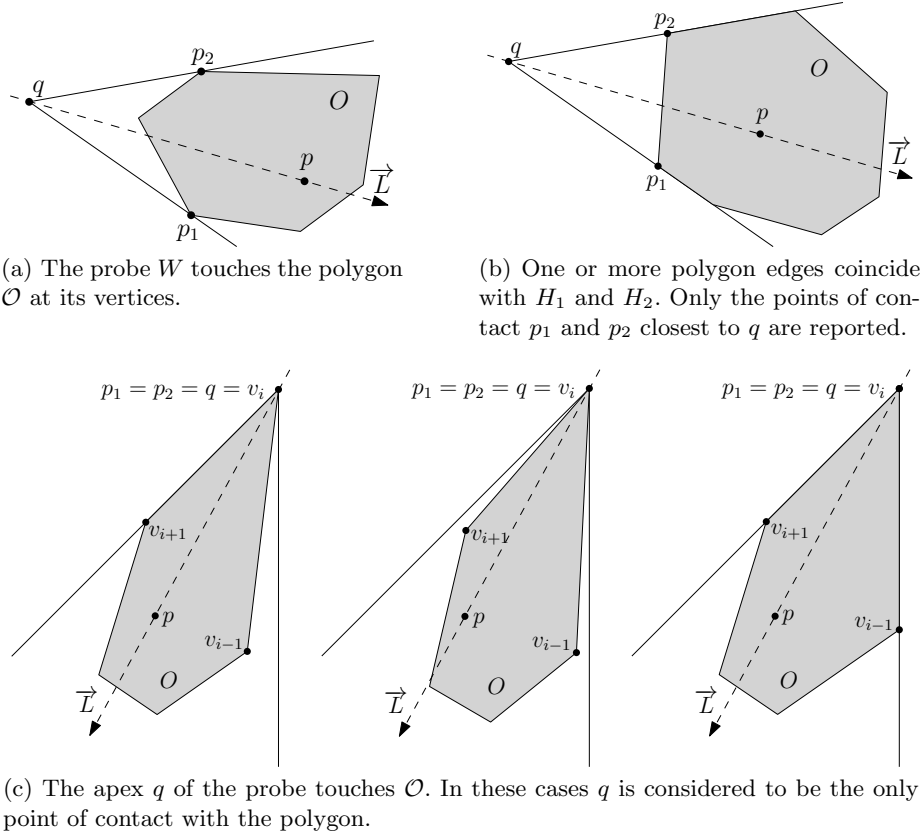 q
p₂
O
p
L
p₁
q
p₂
O
p
p₁
L
(a) The probe W touches the polygon
O at its vertices.
(b) One or more polygon edges coincide
with H₁ and H₂. Only the points of con-
tact p₁ and p₂ closest to q are reported.
p₁ = p₂ = q = vᵢ
vᵢ₊₁
p
vᵢ₋₁
O
L
p₁ = p₂ = q = vᵢ
vᵢ₊₁
p
vᵢ₋₁
O
L
p₁ = p₂ = q = vᵢ
vᵢ₊₁
p
vᵢ₋₁
O
L
(c) The apex q of the probe touches O. In these cases q is considered to be the only
point of contact with the polygon.